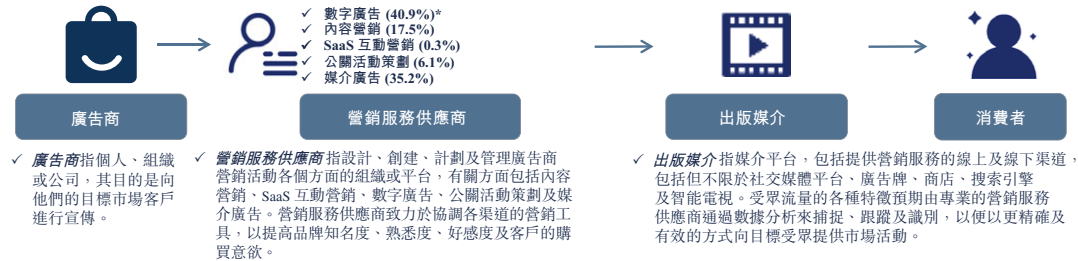 ✓ 數字廣告 (40.9%)*
✓ 內容營銷 (17.5%)
✓ SaaS 互動營銷 (0.3%)
✓ 公關活動策劃 (6.1%)
✓ 媒介廣告 (35.2%)
廣告商
營銷服務供應商
出版媒介
消費者
✓ 廣告商指個人、組織
或公司，其目的是向
他們的目標市場客戶
進行宣傳。
✓ 營銷服務供應商 指設計、創建、計劃及管理廣告商
營銷活動各個方面的組織或平台，有關方面包括內容
營銷、SaaS 互動營銷、數字廣告、公關活動策劃及媒
介廣告。營銷服務供應商致力於協調各渠道的營銷工
具，以提高品牌知名度、熟悉度、好感度及客戶的購
買意欲。
✓ 出版媒介 指媒介平台，包括提供營銷服務的線上及線下渠道，
包括但不限於社交媒體平台、廣告牌、商店、搜索引擎
及智能電視。受眾流量的各種特徵預期由專業的營銷服務
供應商通過數據分析來捕捉、跟蹤及識別，以便以更精確及
有效的方式向目標受眾提供市場活動。